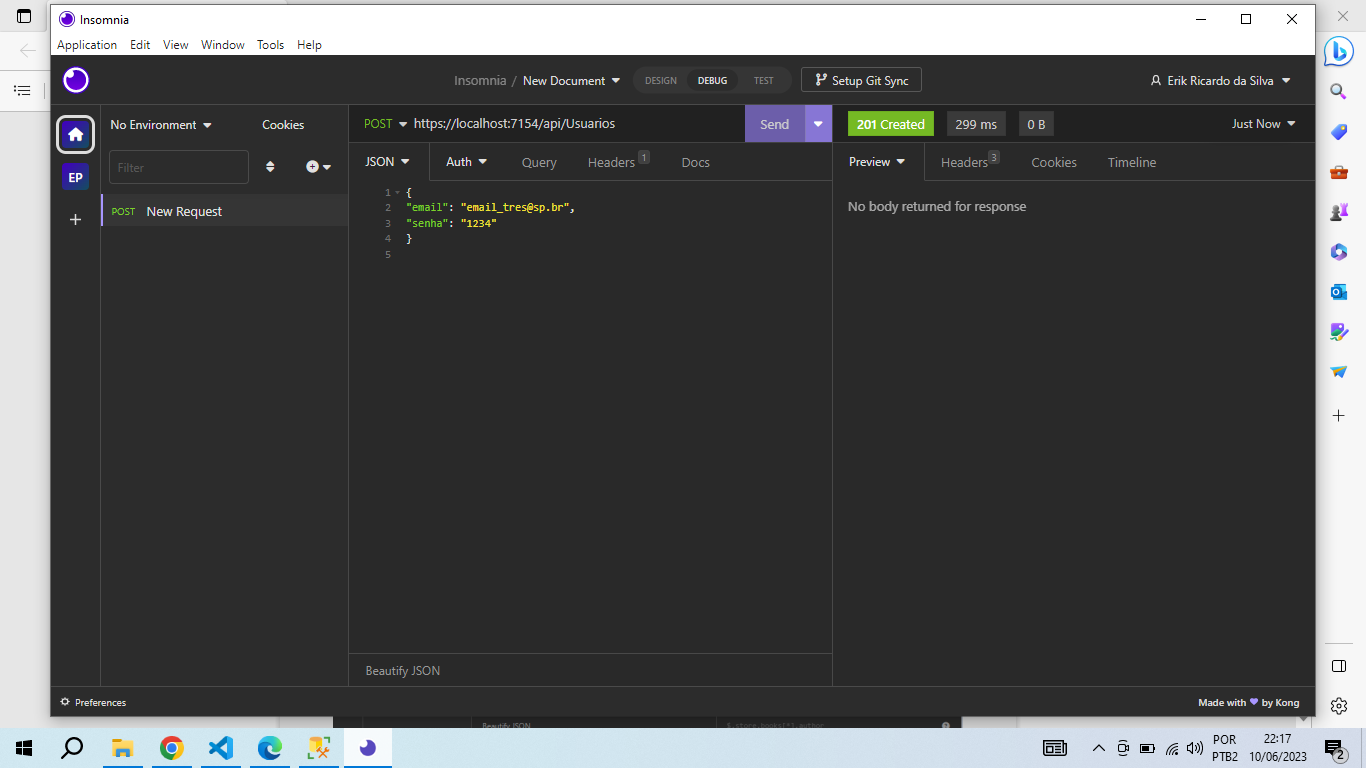 Insomnia
Application Edit View Window Tools Help
Insomnia / New Document DESIGN DEBUG TEST Setup Git Sync Erik Ricardo da Silva
No Environment Cookies
POST https://localhost:7154/api/Usuarios Send
201 Created 299 ms 0 B Just Now
Filter
JSON Auth Query Headers 1 Docs
Preview Headers 3 Cookies Timeline
EP
POST New Request
1 {
2 "email": "email_tres@sp.br",
3 "senha": "1234"
4 }
5
No body returned for response
Beautify JSON
Preferences
Made with by Kong
Beautify JSON $.store.books[*].author
POR
PTB2
22:17
10/06/2023
2